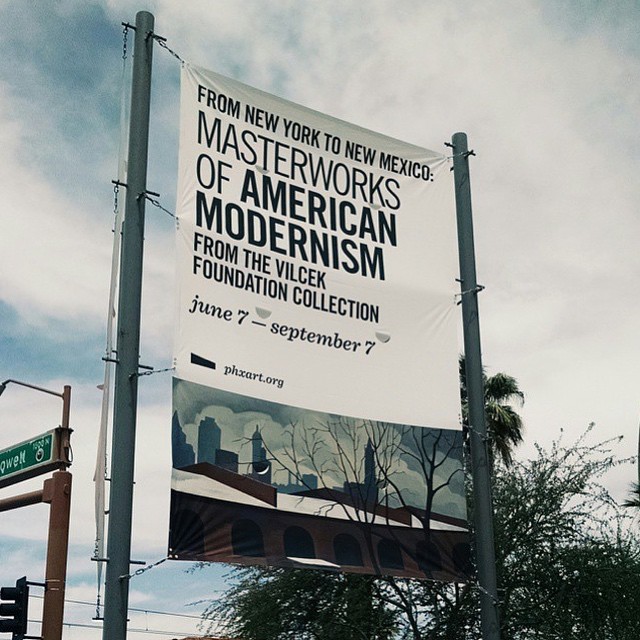 FROM NEW YORK TO NEW MEXICO:
MASTERWORKS
OF AMERICAN
MODERNISM
FROM THE VILCEK
FOUNDATION COLLECTION
june 7 – september 7
phxart.org
1600 N